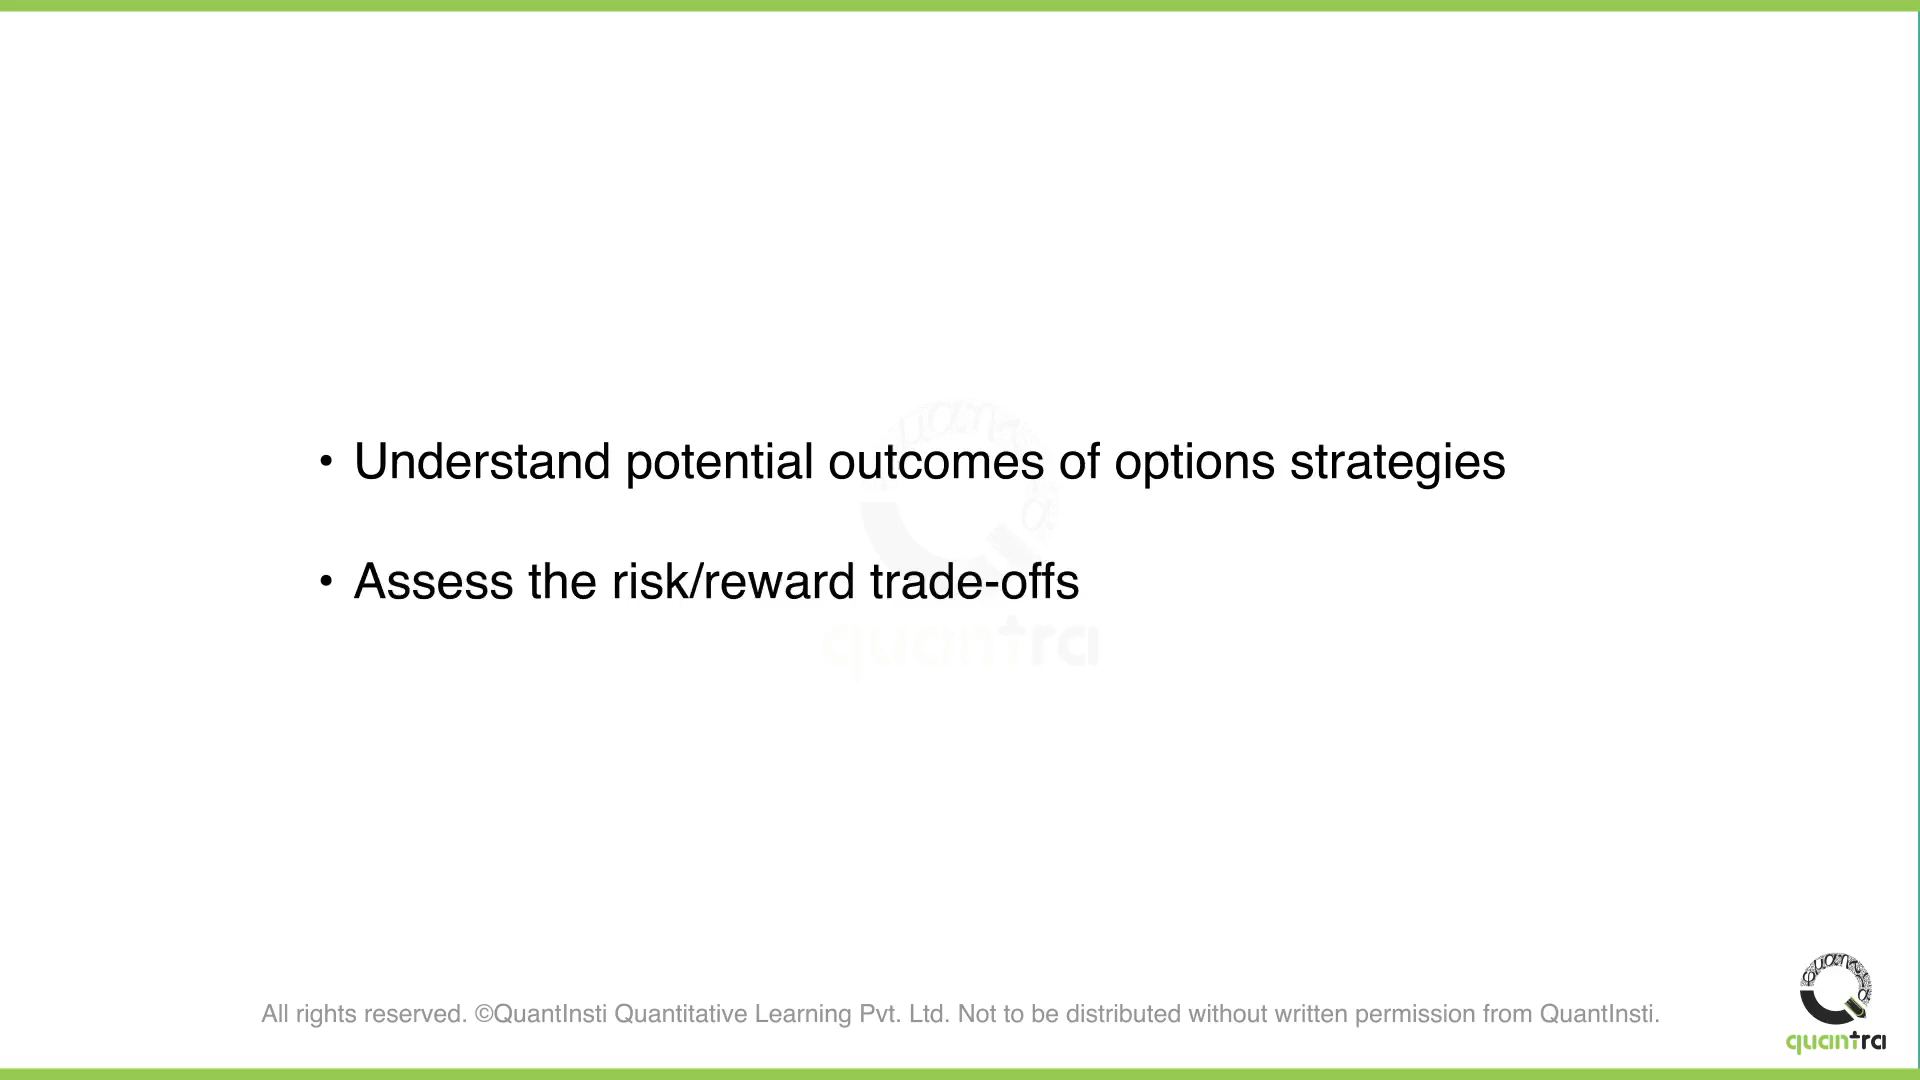 • Understand potential outcomes of options strategies
• Assess the risk/reward trade-offs
quantra
All rights reserved. ©QuantInsti Quantitative Learning Pvt. Ltd. Not to be distributed without written permission from QuantInsti.
quantra